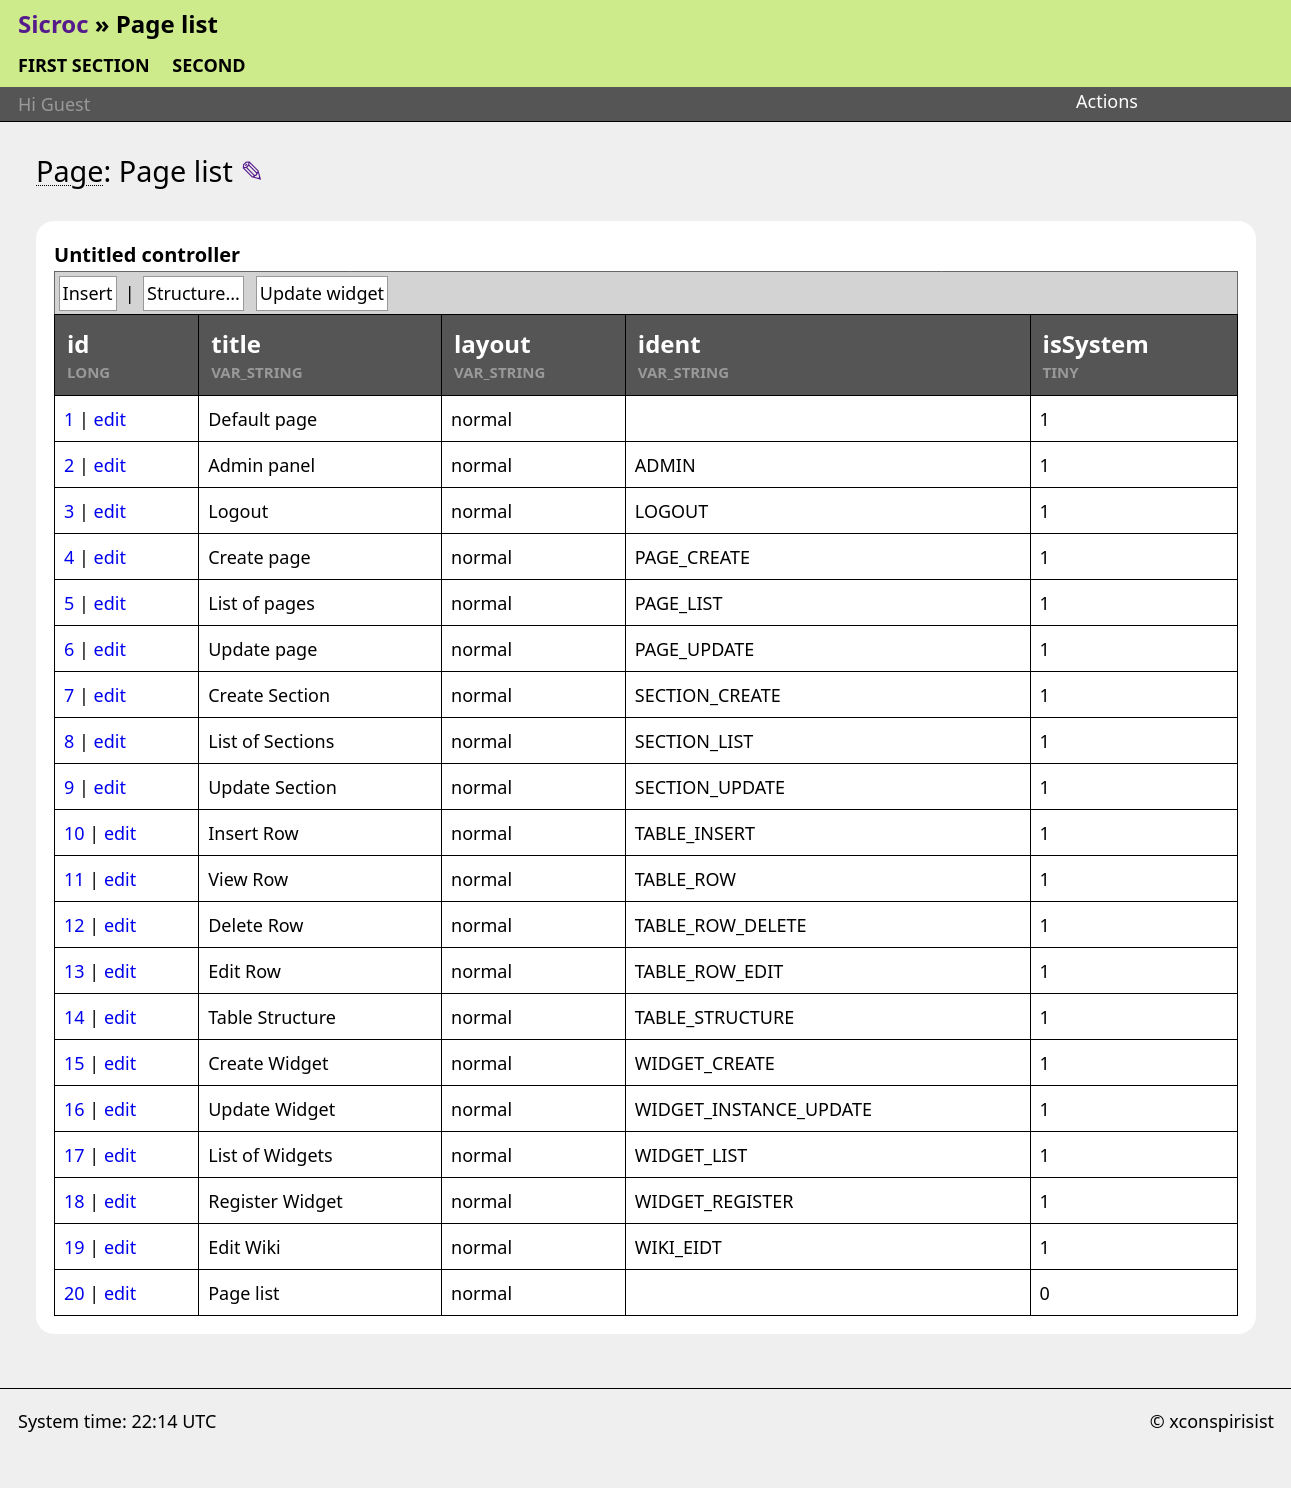 Sicroc » Page list
FIRST SECTION SECOND
Hi Guest Actions
Page: Page list ✎
Untitled controller
Insert | Structure... Update widget
id title layout ident isSystem
LONG VAR_STRING VAR_STRING VAR_STRING TINY
1 | edit Default page normal 1
2 | edit Admin panel normal ADMIN 1
3 | edit Logout normal LOGOUT 1
4 | edit Create page normal PAGE_CREATE 1
5 | edit List of pages normal PAGE_LIST 1
6 | edit Update page normal PAGE_UPDATE 1
7 | edit Create Section normal SECTION_CREATE 1
8 | edit List of Sections normal SECTION_LIST 1
9 | edit Update Section normal SECTION_UPDATE 1
10 | edit Insert Row normal TABLE_INSERT 1
11 | edit View Row normal TABLE_ROW 1
12 | edit Delete Row normal TABLE_ROW_DELETE 1
13 | edit Edit Row normal TABLE_ROW_EDIT 1
14 | edit Table Structure normal TABLE_STRUCTURE 1
15 | edit Create Widget normal WIDGET_CREATE 1
16 | edit Update Widget normal WIDGET_INSTANCE_UPDATE 1
17 | edit List of Widgets normal WIDGET_LIST 1
18 | edit Register Widget normal WIDGET_REGISTER 1
19 | edit Edit Wiki normal WIKI_EIDT 1
20 | edit Page list normal 0
System time: 22:14 UTC © xconspirisist